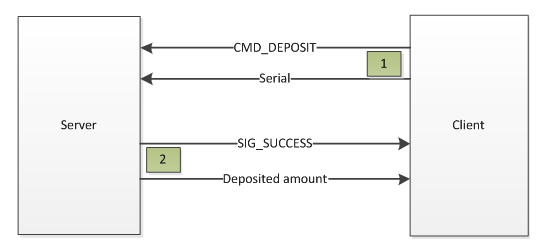 CMD_DEPOSIT
1
Serial
Server
Client
SIG_SUCCESS
2
Deposited amount